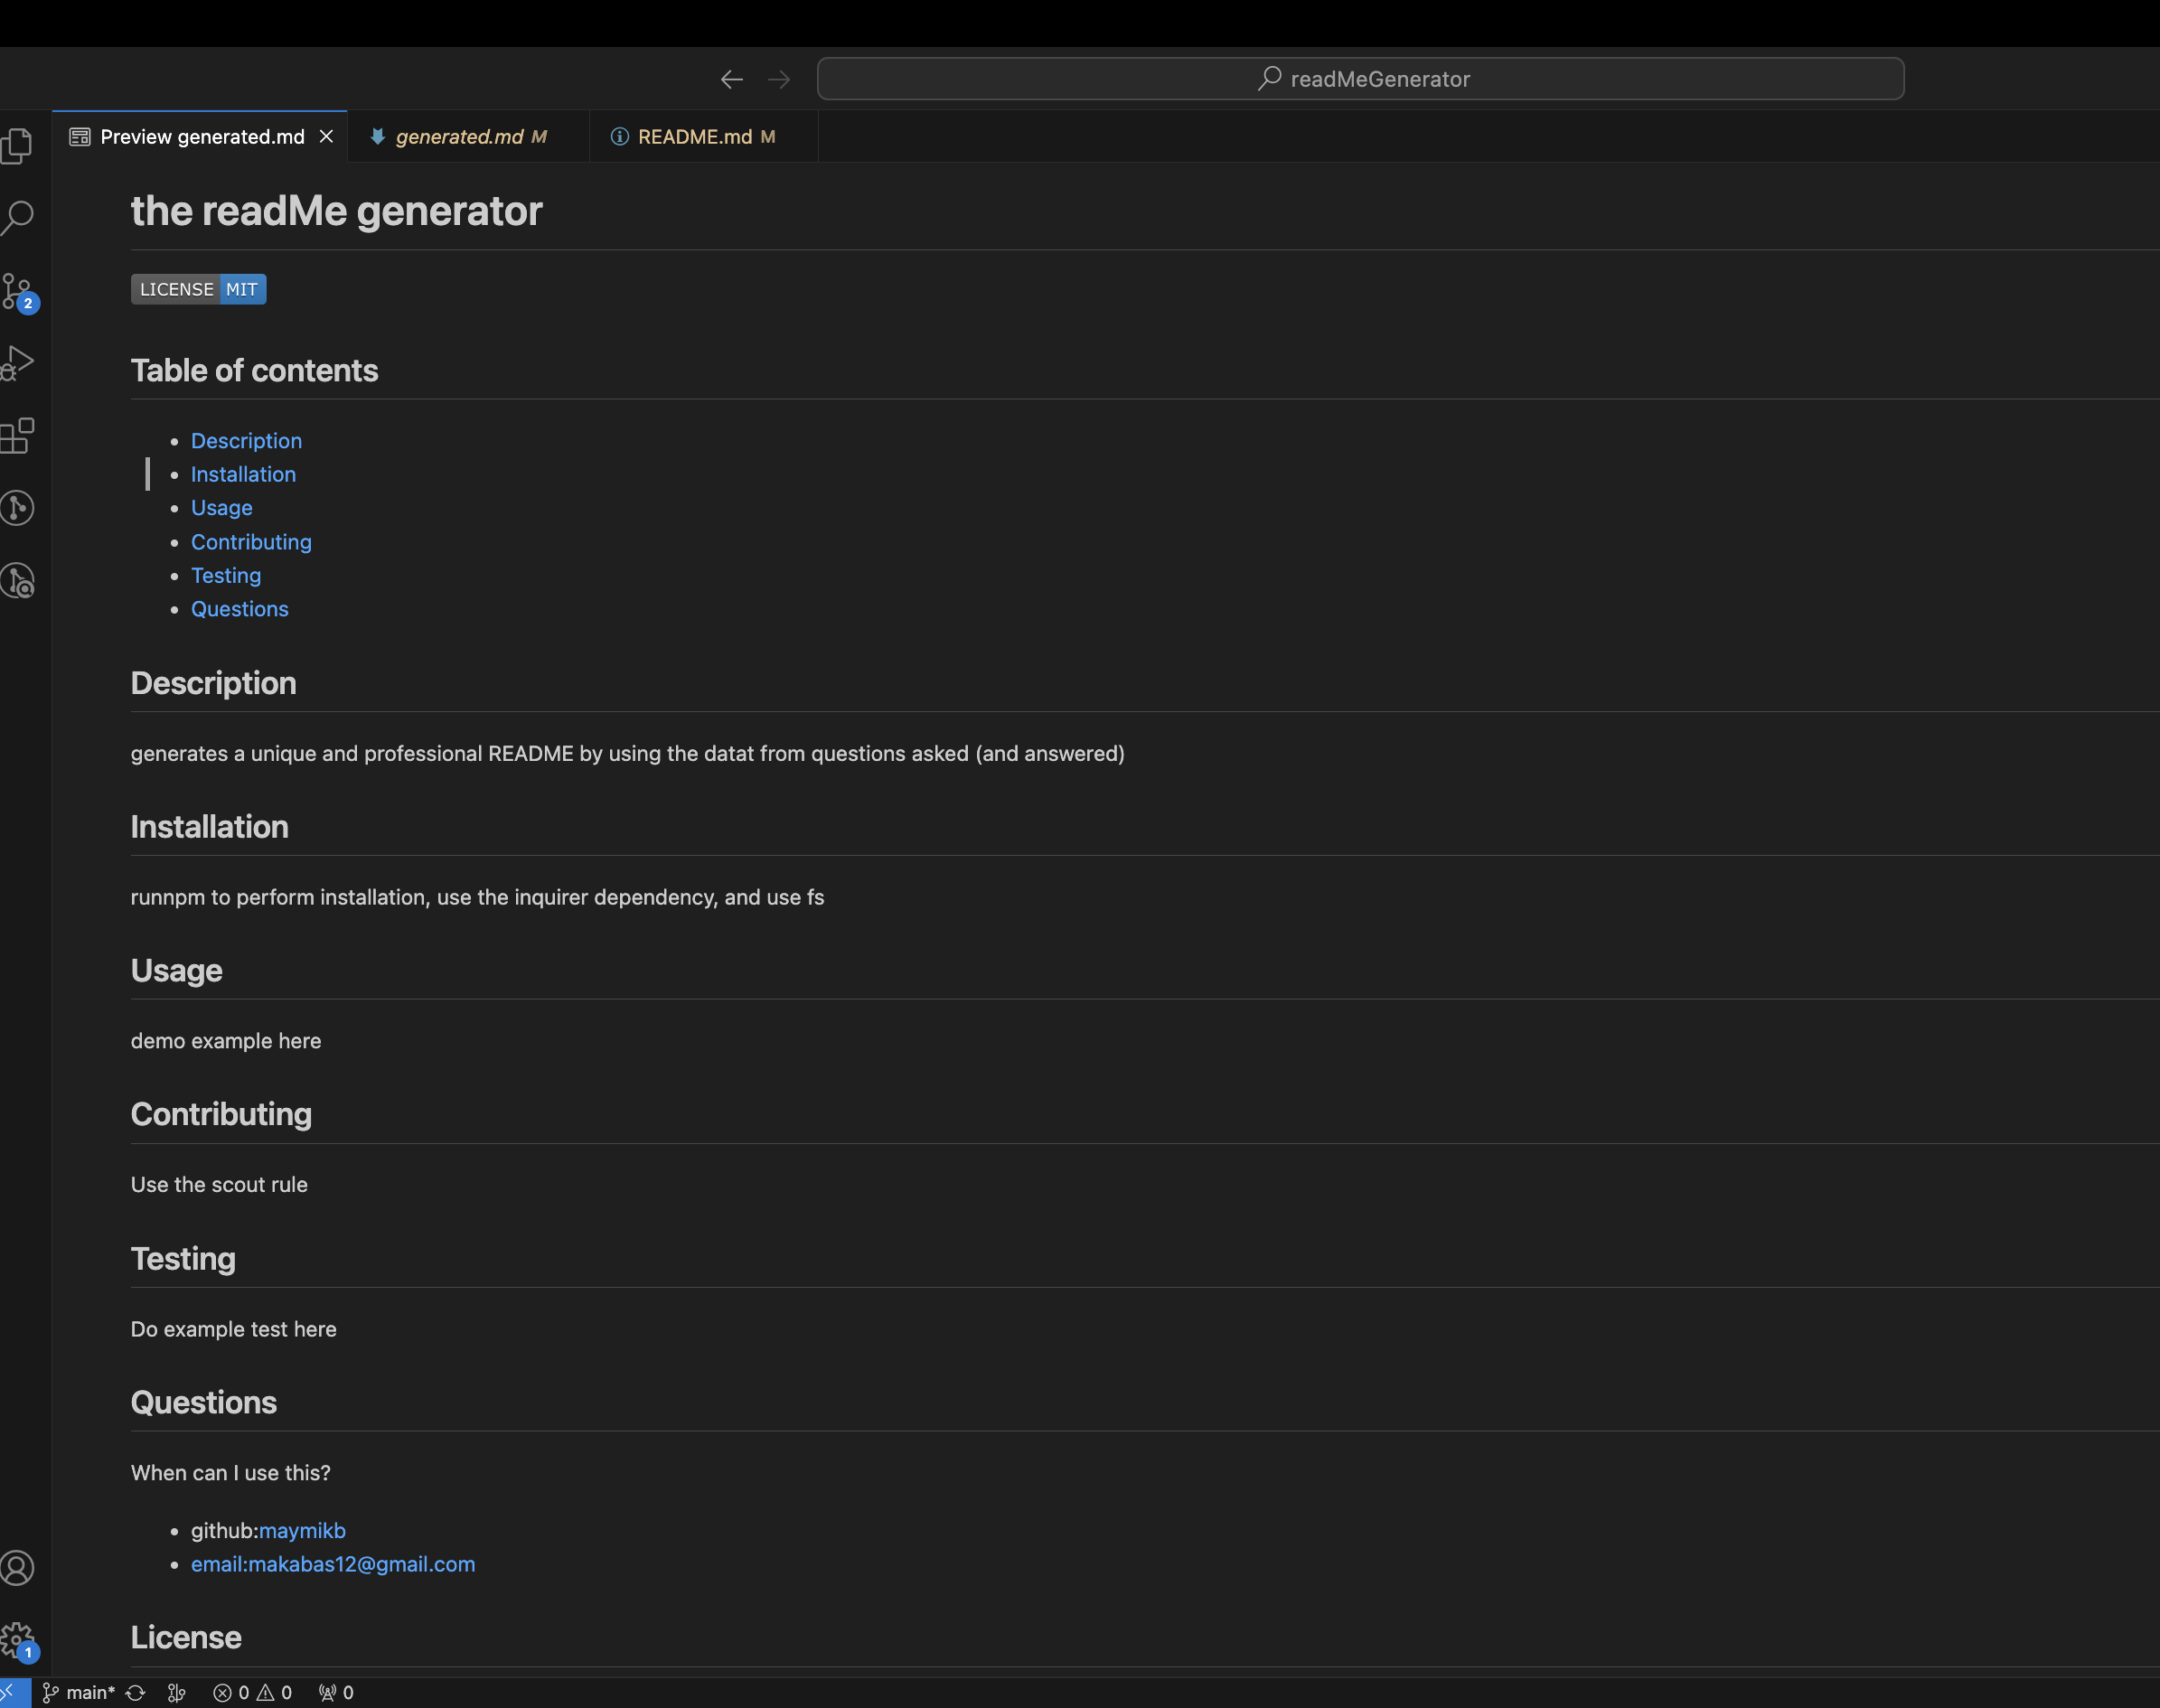 readMeGenerator
Preview generated.md
generated.md M
README.md M
the readMe generator
LICENSE MIT
Table of contents
Description
Installation
Usage
Contributing
Testing
Questions
Description
generates a unique and professional README by using the datat from questions asked (and answered)
Installation
runnpm to perform installation, use the inquirer dependency, and use fs
Usage
demo example here
Contributing
Use the scout rule
Testing
Do example test here
Questions
When can I use this?
github:maymikb
email:makabas12@gmail.com
License
2
1
main* 0 0 0